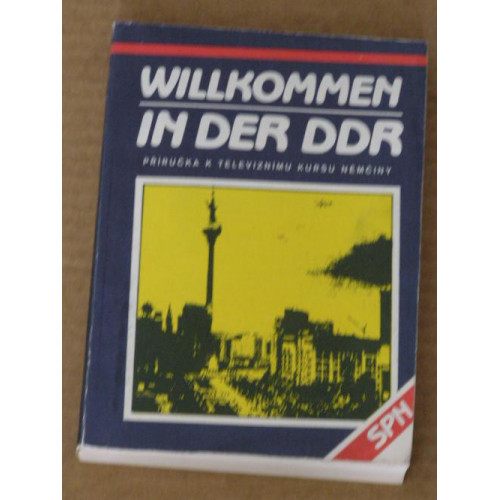 WILLKOMMEN
IN DER DDR
PŘÍRUČKA K TELEVIZNÍMU KURSU NĚMČINY
SPN